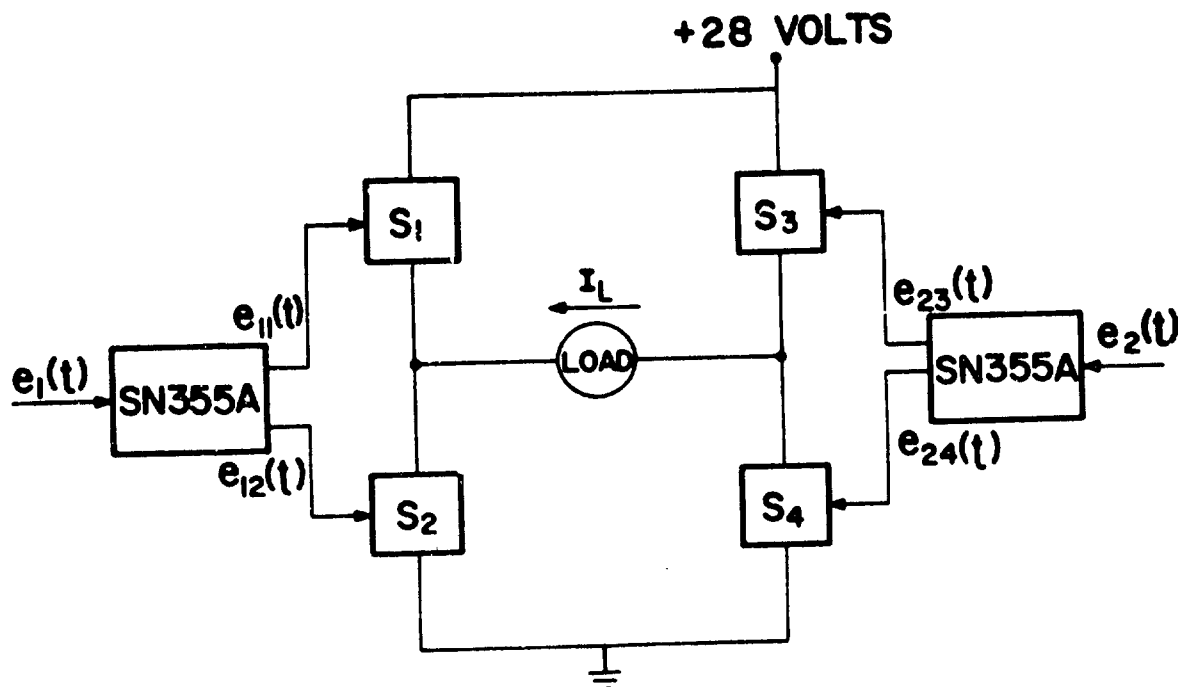 +28 VOLTS
S1
S3
IL
e11(t)
e23(t)
LOAD
e1(t)
SN355A
SN355A
e2(t)
e12(t)
e24(t)
S2
S4